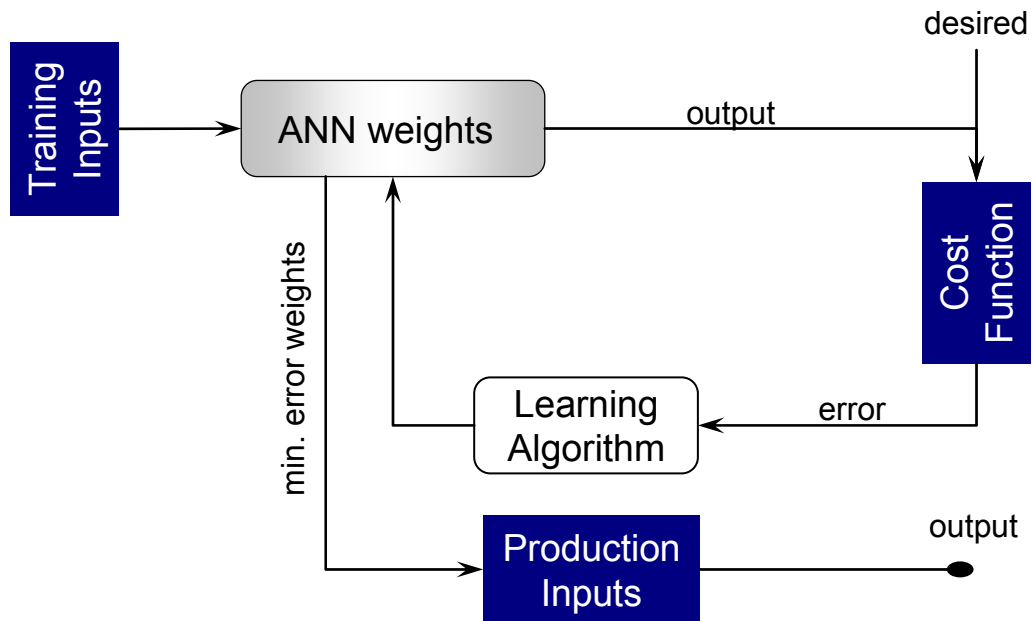 desired
Training
Inputs
ANN weights
output
Cost
Function
min. error weights
Learning
Algorithm
error
Production
Inputs
output